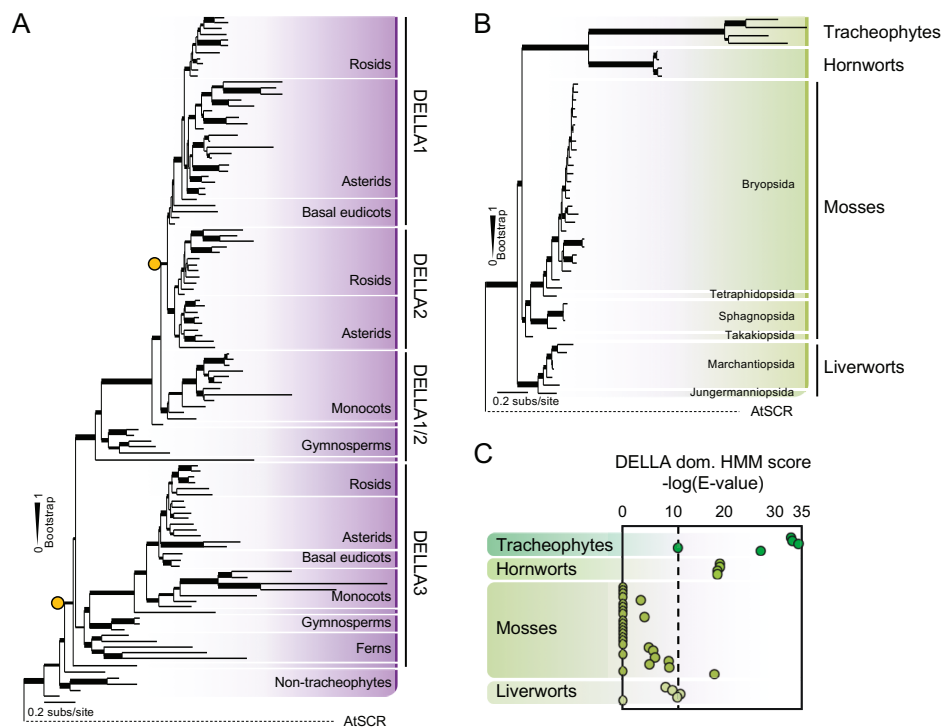 A
Rosids
Asterids
Basal eudicots
DELLA1
Rosids
Asterids
DELLA2
Monocots
Gymnosperms
DELLA1/2
Rosids
Asterids
Basal eudicots
Monocots
Gymnosperms
Ferns
DELLA3
Non-tracheophytes
0 1
Bootstrap
0.2 subs/site
AtSCR
B
Tracheophytes
Hornworts
Bryopsida
Tetraphidopsida
Sphagnopsida
Takakiopsida
Mosses
Marchantiopsida
Jungermanniopsida
Liverworts
0 1
Bootstrap
0.2 subs/site
AtSCR
C
DELLA dom. HMM score
-log(E-value)
0 10 20 30 35
Tracheophytes
Hornworts
Mosses
Liverworts